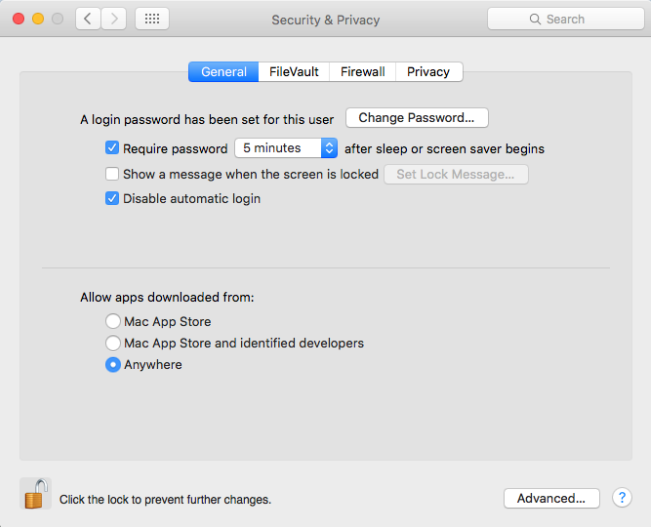 Security & Privacy
Search
General FileVault Firewall Privacy
A login password has been set for this user Change Password...
Require password 5 minutes after sleep or screen saver begins
Show a message when the screen is locked Set Lock Message...
Disable automatic login
Allow apps downloaded from:
Mac App Store
Mac App Store and identified developers
Anywhere
Click the lock to prevent further changes.
Advanced... ?